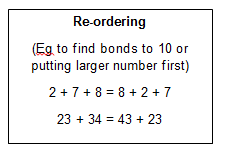 Re-ordering
(Eg to find bonds to 10 or
putting larger number first)
2 + 7 + 8 = 8 + 2 + 7
23 + 34 = 43 + 23